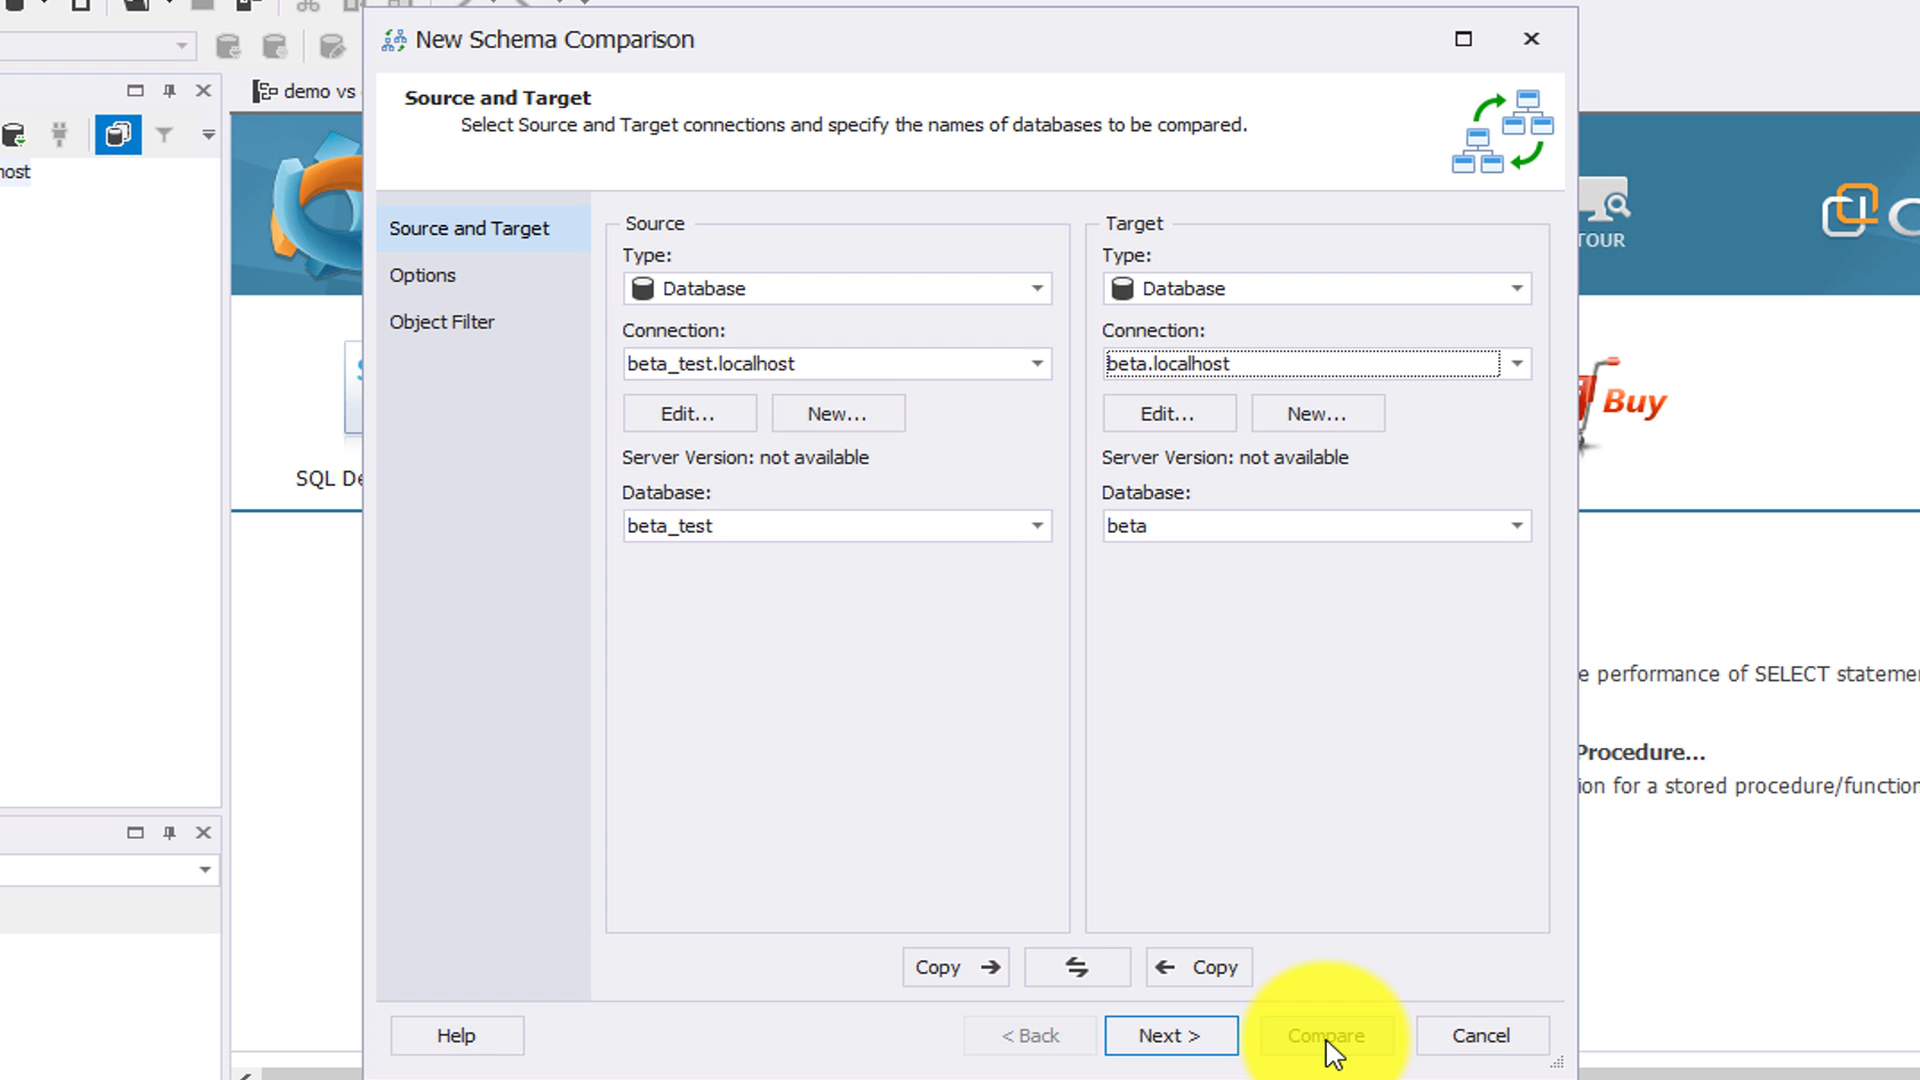 New Schema Comparison
demo vs
Source and Target
Select Source and Target connections and specify the names of databases to be compared.
Source and Target
Options
Object Filter
Source
Type:
Database
Connection:
beta_test.localhost
Edit...
New...
Server Version: not available
Database:
beta_test
Target
Type:
Database
Connection:
beta.localhost
Edit...
New...
Server Version: not available
Database:
beta
Copy
Copy
Help
< Back
Next >
Compare
Cancel
ost
SQL De
TOUR
Buy
e performance of SELECT stateme
Procedure...
ion for a stored procedure/function